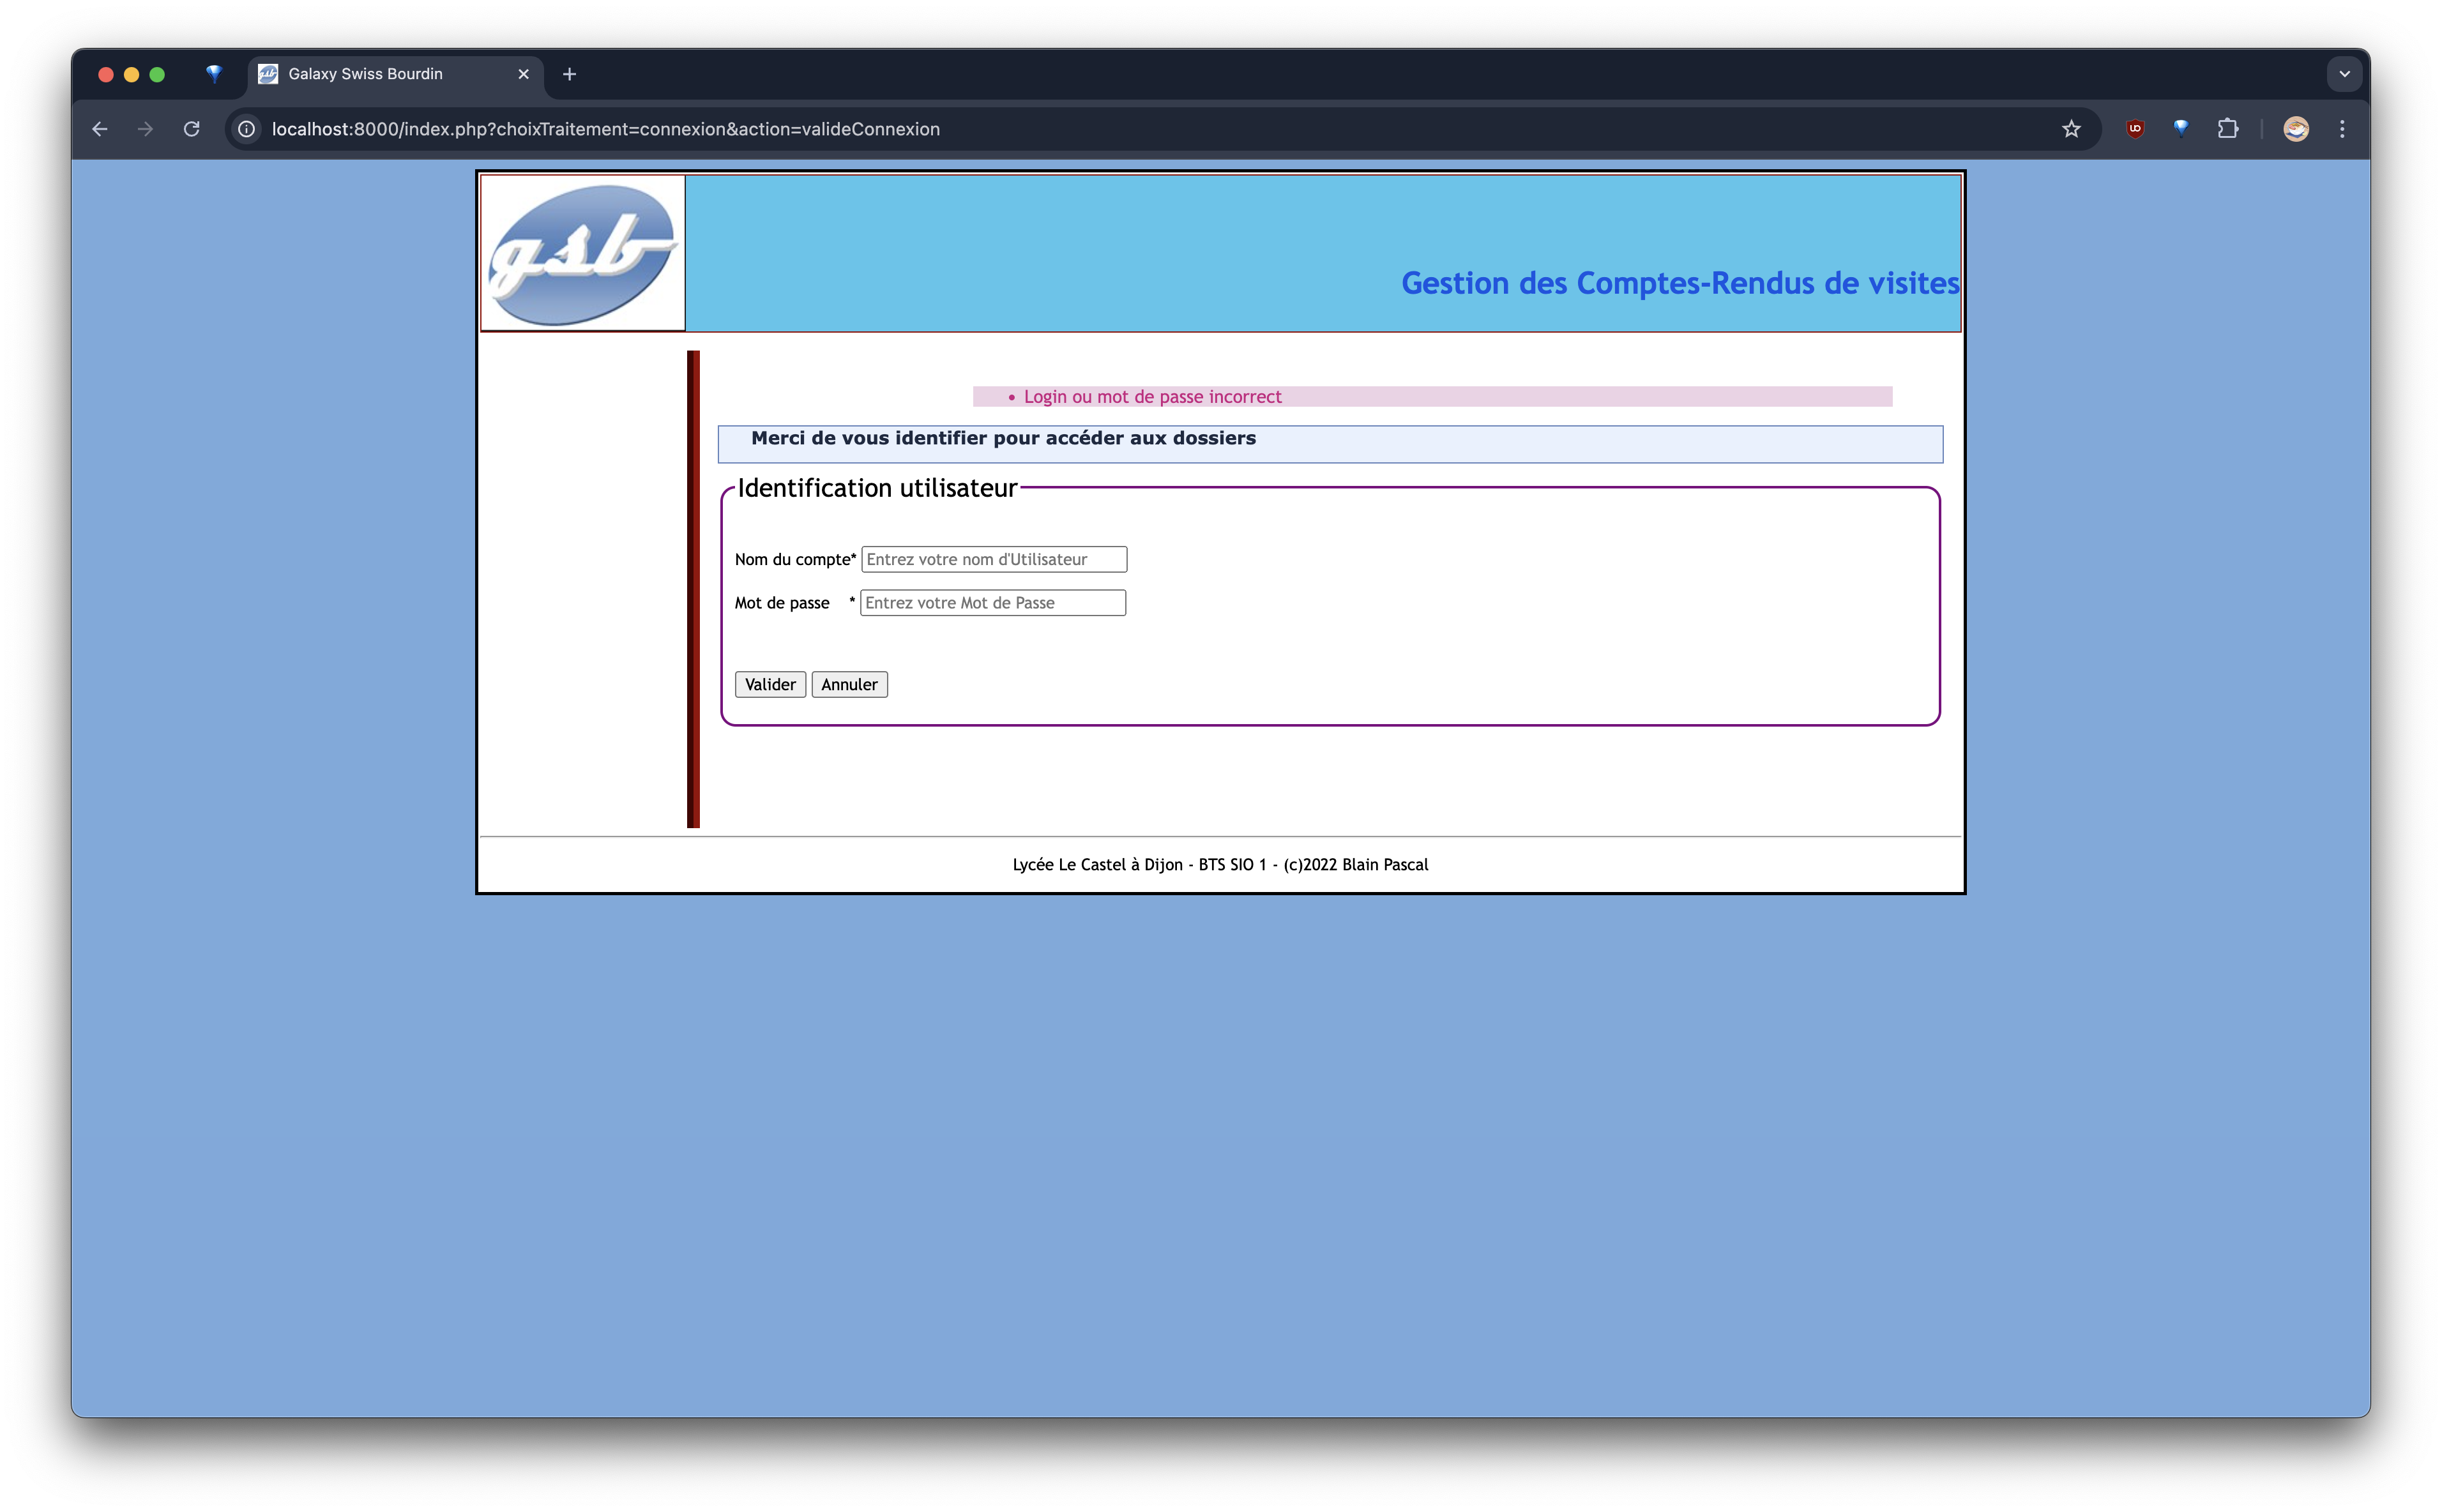 Galaxy Swiss Bourdin
localhost:8000/index.php?choixTraitement=connexion&action=valideConnexion
gsb
Gestion des Comptes-Rendus de visites
Login ou mot de passe incorrect
Merci de vous identifier pour accéder aux dossiers
Identification utilisateur
Nom du compte* Entrez votre nom d'Utilisateur
Mot de passe * Entrez votre Mot de Passe
Valider Annuler
Lycée Le Castel à Dijon - BTS SIO 1 - (c)2022 Blain Pascal